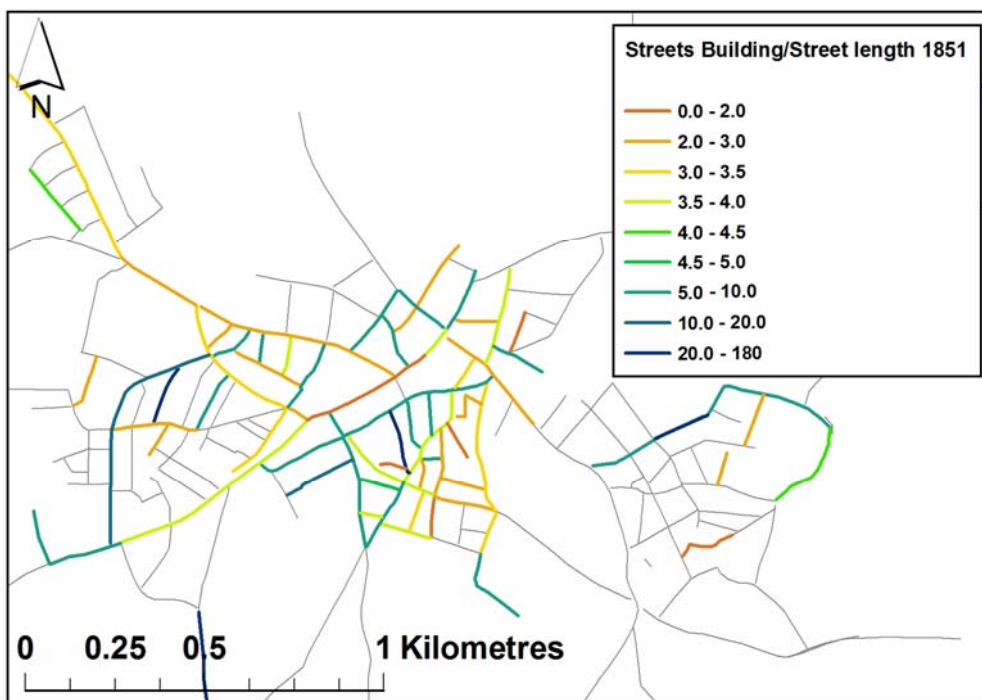 N
Streets Building/Street length 1851
0.0 - 2.0
2.0 - 3.0
3.0 - 3.5
3.5 - 4.0
4.0 - 4.5
4.5 - 5.0
5.0 - 10.0
10.0 - 20.0
20.0 - 180
0 0.25 0.5 1 Kilometres